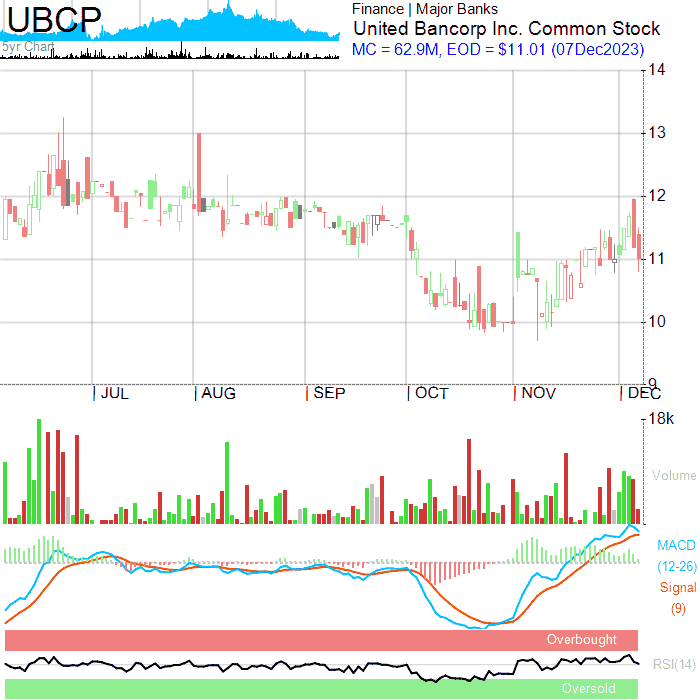 UBCP
5yr Chart
Finance | Major Banks
United Bancorp Inc. Common Stock
MC = 62.9M, EOD = $11.01 (07Dec2023)
14
13
12
11
10
9
JUL AUG SEP OCT NOV DEC
18k
Volume
MACD
(12-26)
Signal
(9)
Overbought
RSI(14)
Oversold